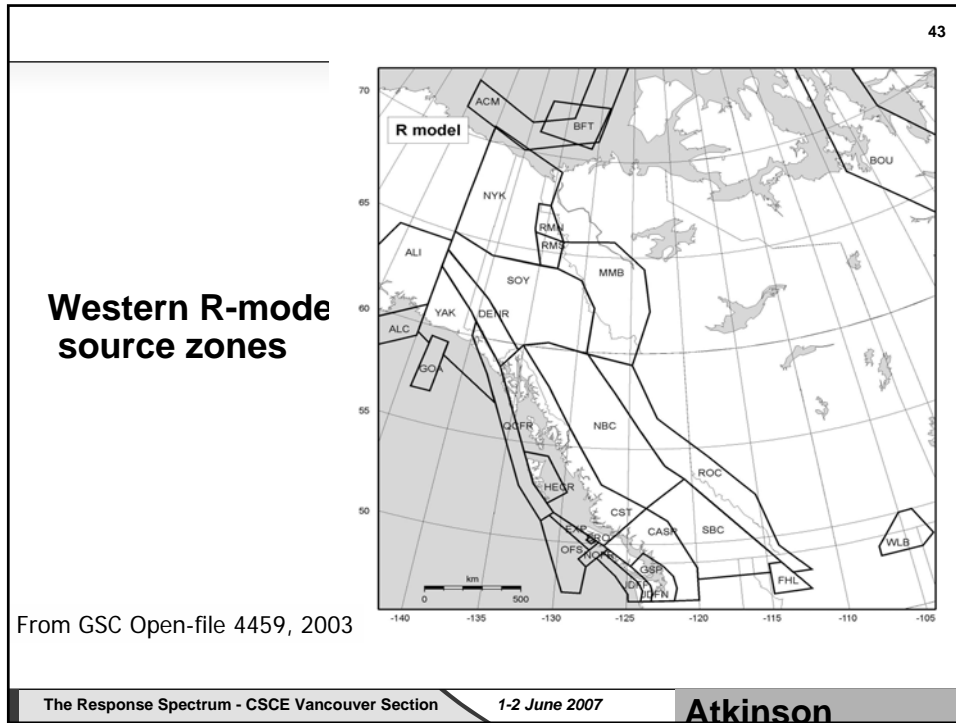 43
Western R-mode
source zones
70
ACM
BFT
R model
BOU
NYK
65
RMN
RMS
ALI
SOY
MMB
60
YAK
DENR
ALC
GOA
55
QCFR
NBC
HECR
ROC
50
CST
EXP
CASR
SBC
WLB
OFS
GSP
FHL
JDFF
JDFN
km
0
500
-140
-135
-130
-125
-120
-115
-110
-105
From GSC Open-file 4459, 2003
The Response Spectrum - CSCE Vancouver Section
1-2 June 2007
Atkinson